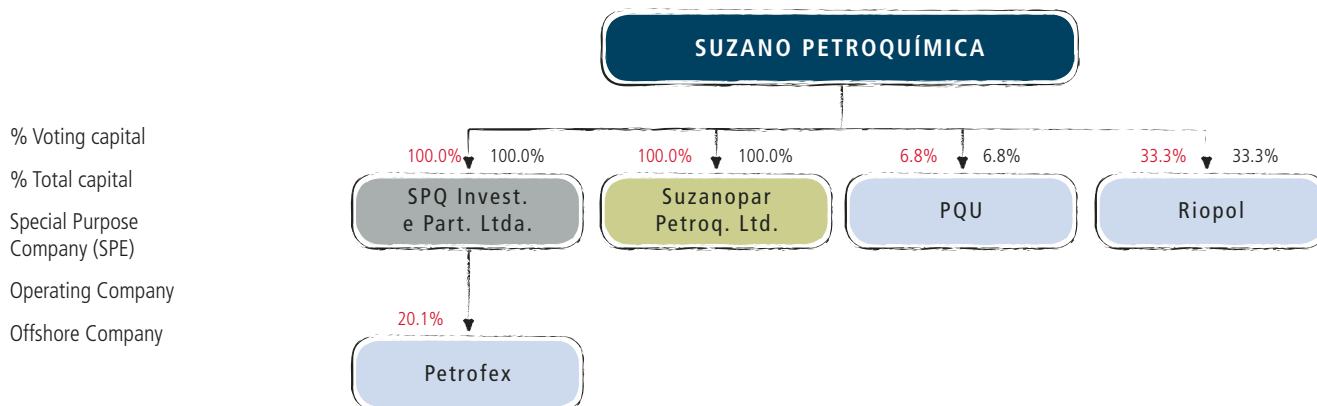 SUZANO PETROQUÍMICA
% Voting capital
% Total capital
Special Purpose
Company (SPE)
Operating Company
Offshore Company
100.0% 100.0%
100.0% 100.0%
6.8% 6.8%
33.3% 33.3%
SPQ Invest.
e Part. Ltda.
Suzanopar
Petroq. Ltd.
PQU
Riopol
20.1%
Petrofex